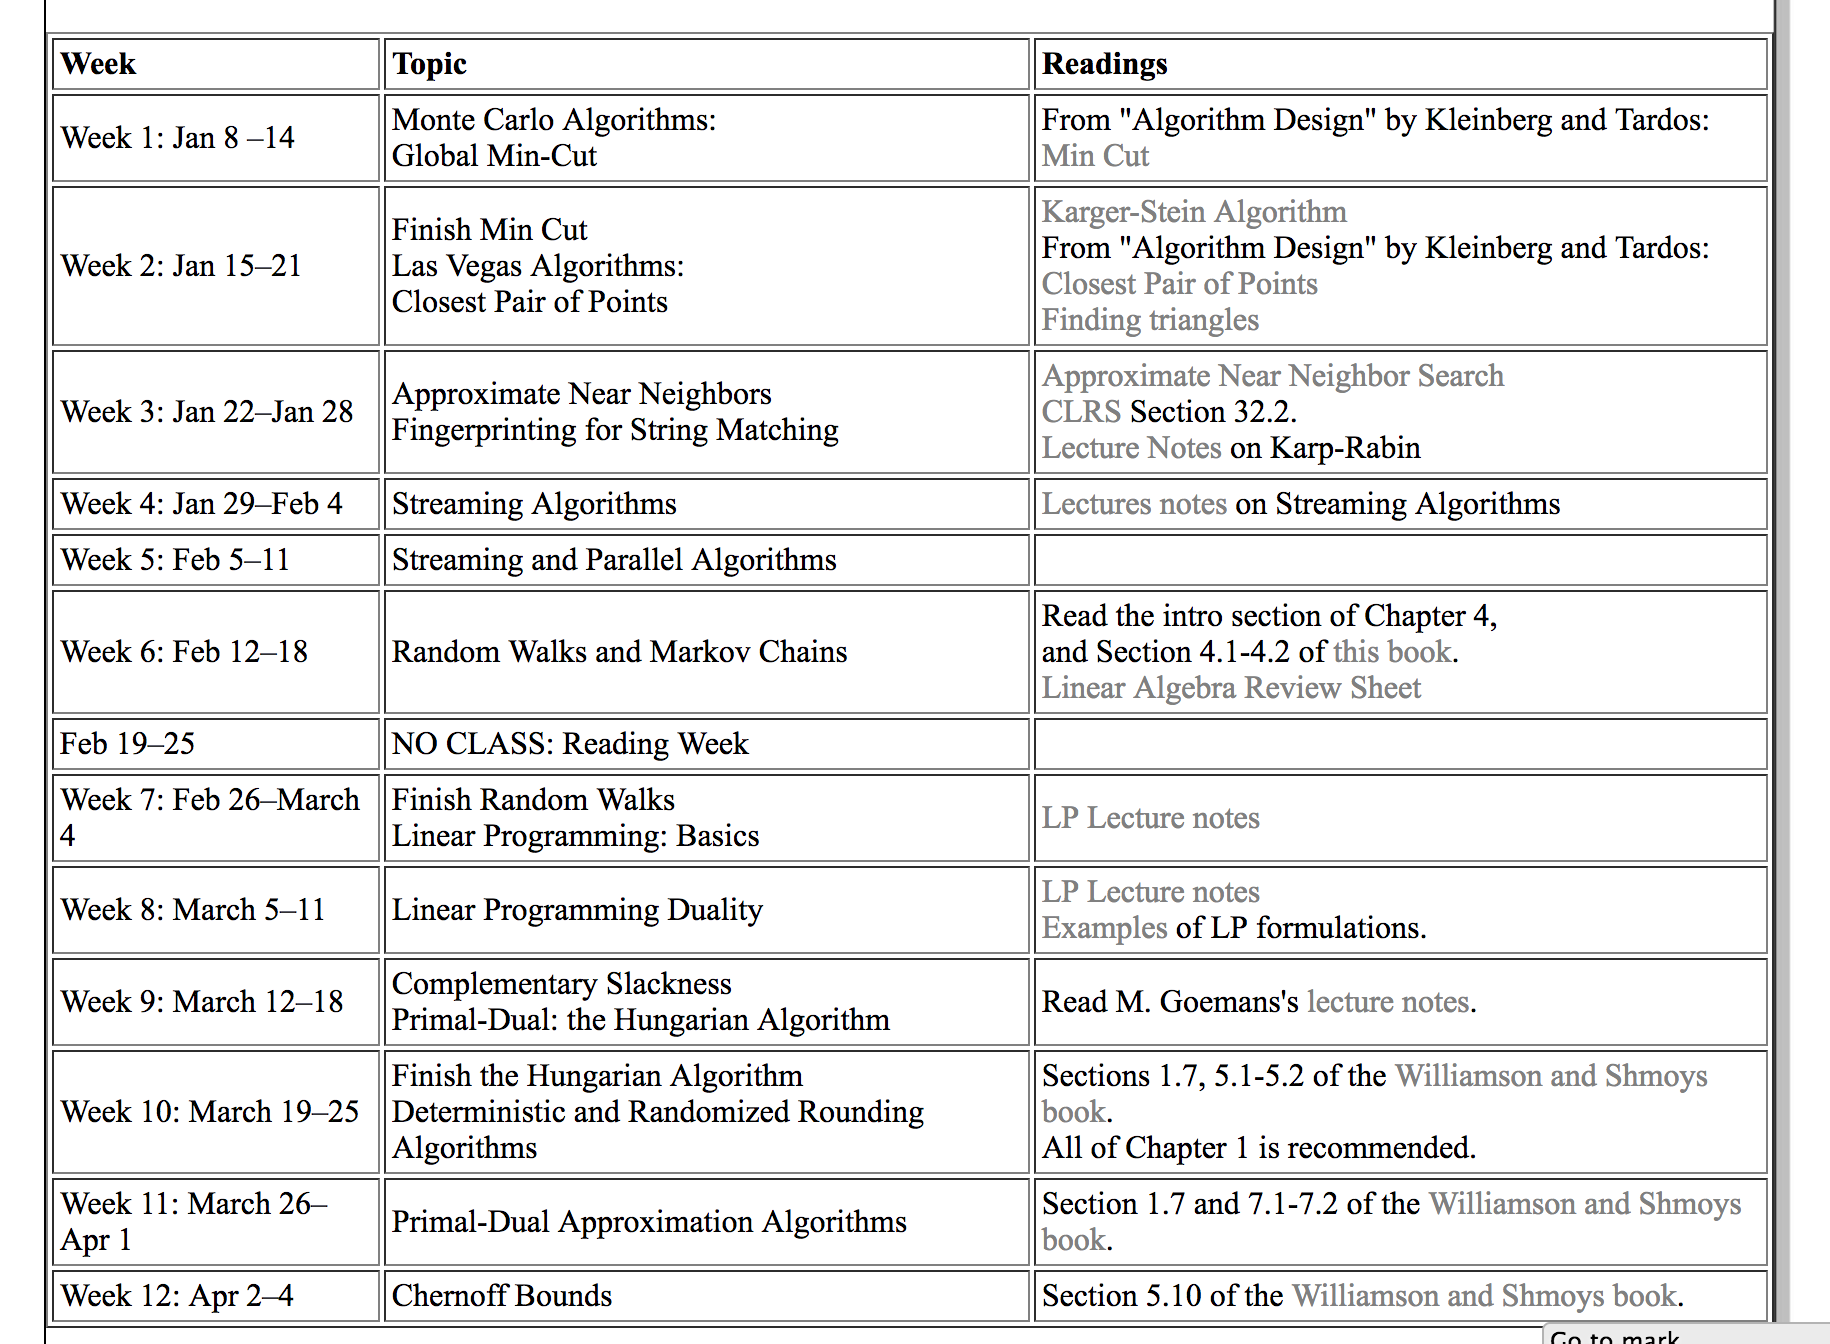 Week
Topic
Readings
Week 1: Jan 8 –14
Monte Carlo Algorithms:
Global Min-Cut
From "Algorithm Design" by Kleinberg and Tardos:
Min Cut
Week 2: Jan 15–21
Finish Min Cut
Las Vegas Algorithms:
Closest Pair of Points
Karger-Stein Algorithm
From "Algorithm Design" by Kleinberg and Tardos:
Closest Pair of Points
Finding triangles
Week 3: Jan 22–Jan 28
Approximate Near Neighbors
Fingerprinting for String Matching
Approximate Near Neighbor Search
CLRS Section 32.2.
Lecture Notes on Karp-Rabin
Week 4: Jan 29–Feb 4
Streaming Algorithms
Lectures notes on Streaming Algorithms
Week 5: Feb 5–11
Streaming and Parallel Algorithms
Week 6: Feb 12–18
Random Walks and Markov Chains
Read the intro section of Chapter 4,
and Section 4.1-4.2 of this book.
Linear Algebra Review Sheet
Feb 19–25
NO CLASS: Reading Week
Week 7: Feb 26–March
4
Finish Random Walks
Linear Programming: Basics
LP Lecture notes
Week 8: March 5–11
Linear Programming Duality
LP Lecture notes
Examples of LP formulations.
Week 9: March 12–18
Complementary Slackness
Primal-Dual: the Hungarian Algorithm
Read M. Goemans's lecture notes.
Week 10: March 19–25
Finish the Hungarian Algorithm
Deterministic and Randomized Rounding
Algorithms
Sections 1.7, 5.1-5.2 of the Williamson and Shmoys
book.
All of Chapter 1 is recommended.
Week 11: March 26–
Apr 1
Primal-Dual Approximation Algorithms
Section 1.7 and 7.1-7.2 of the Williamson and Shmoys
book.
Week 12: Apr 2–4
Chernoff Bounds
Section 5.10 of the Williamson and Shmoys book.
Go to mark